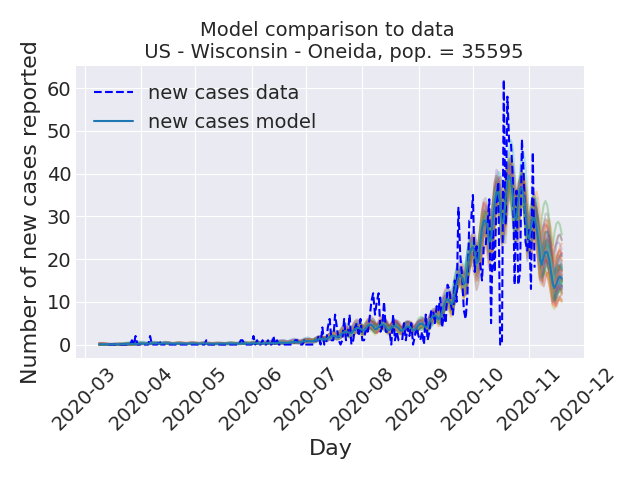 Model comparison to data
US - Wisconsin - Oneida, pop. = 35595
Number of new cases reported
60
50
40
30
20
10
0
new cases data
new cases model
2020-03
2020-04
2020-05
2020-06
2020-07
2020-08
2020-09
2020-10
2020-11
2020-12
Day